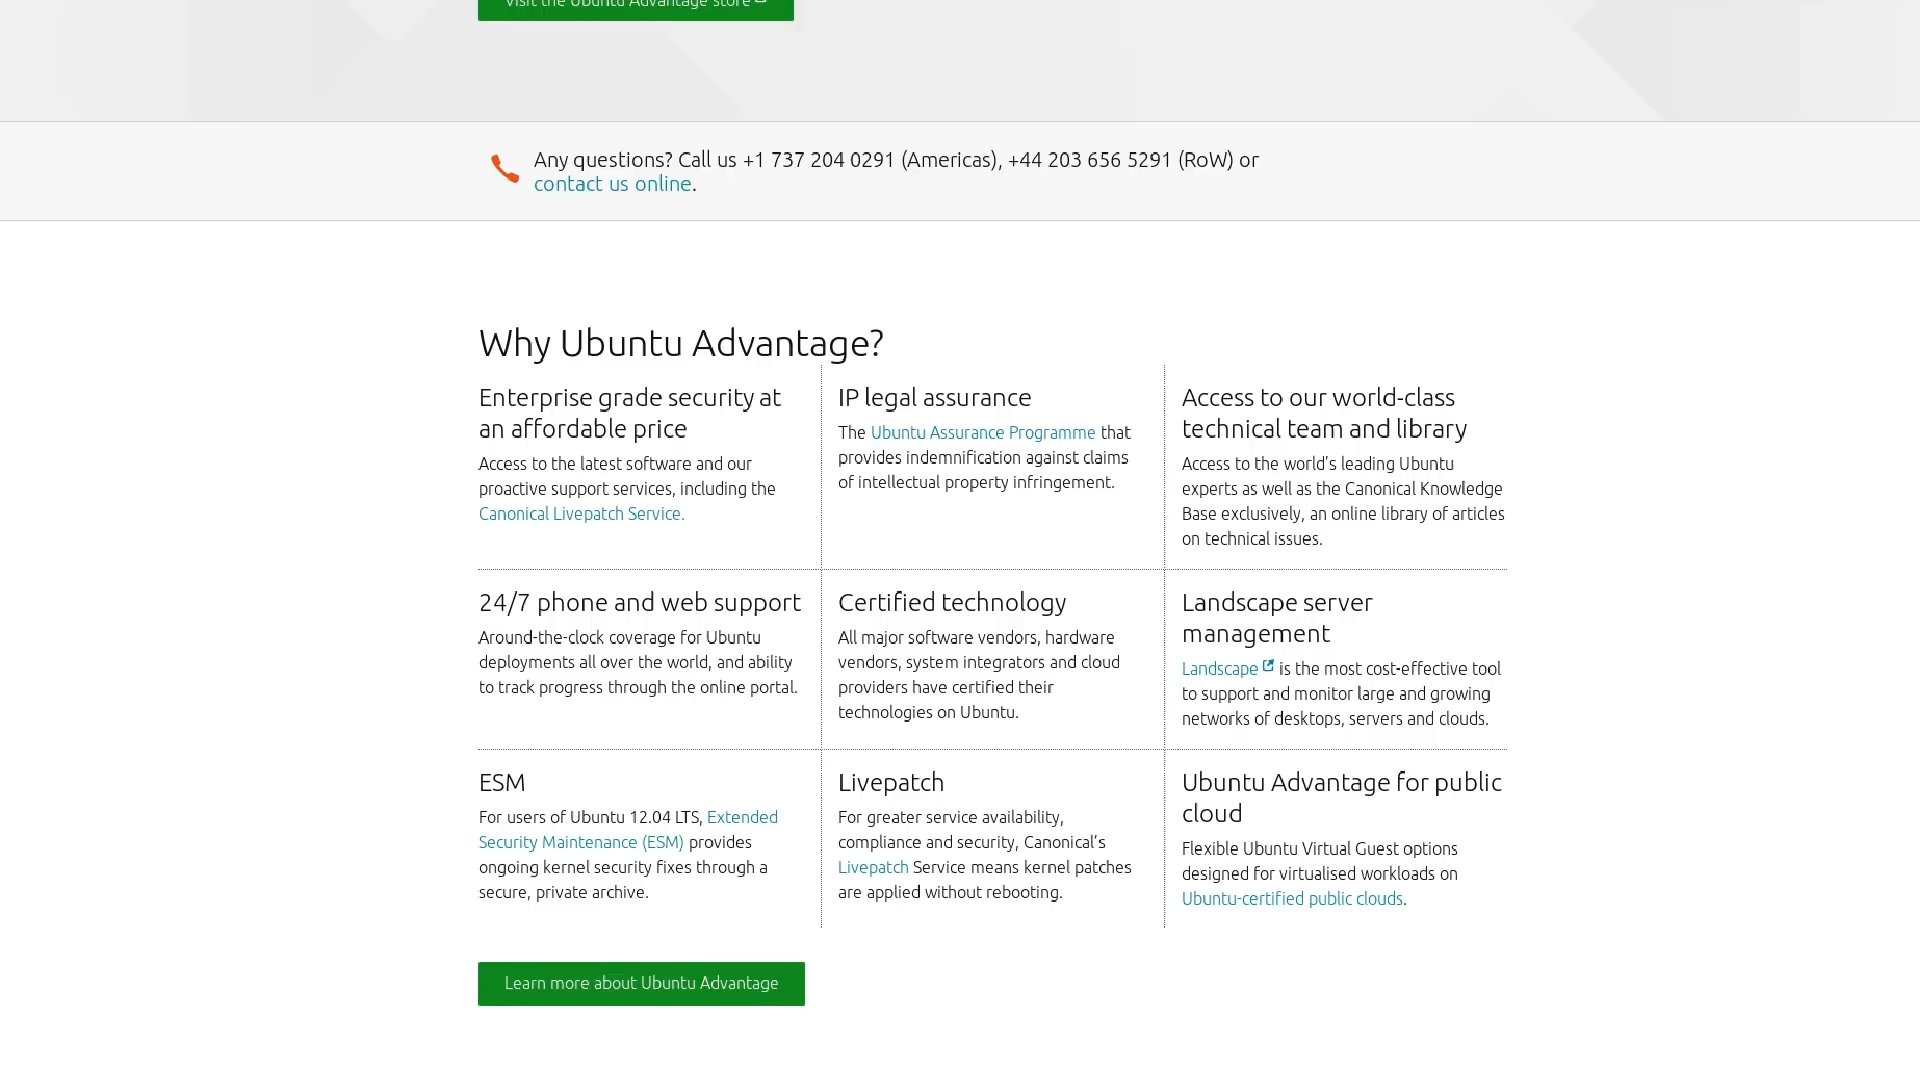 Visit the Ubuntu Advantage store
Any questions? Call us +1 737 204 0291 (Americas), +44 203 656 5291 (RoW) or
contact us online.
Why Ubuntu Advantage?
Enterprise grade security at
an affordable price
Access to the latest software and our
proactive support services, including the
Canonical Livepatch Service.
IP legal assurance
The Ubuntu Assurance Programme that
provides indemnification against claims
of intellectual property infringement.
Access to our world-class
technical team and library
Access to the world’s leading Ubuntu
experts as well as the Canonical Knowledge
Base exclusively, an online library of articles
on technical issues.
24/7 phone and web support
Around-the-clock coverage for Ubuntu
deployments all over the world, and ability
to track progress through the online portal.
Certified technology
All major software vendors, hardware
vendors, system integrators and cloud
providers have certified their
technologies on Ubuntu.
Landscape server
management
Landscape is the most cost-effective tool
to support and monitor large and growing
networks of desktops, servers and clouds.
ESM
For users of Ubuntu 12.04 LTS, Extended
Security Maintenance (ESM) provides
ongoing kernel security fixes through a
secure, private archive.
Livepatch
For greater service availability,
compliance and security, Canonical’s
Livepatch Service means kernel patches
are applied without rebooting.
Ubuntu Advantage for public
cloud
Flexible Ubuntu Virtual Guest options
designed for virtualised workloads on
Ubuntu-certified public clouds.
Learn more about Ubuntu Advantage